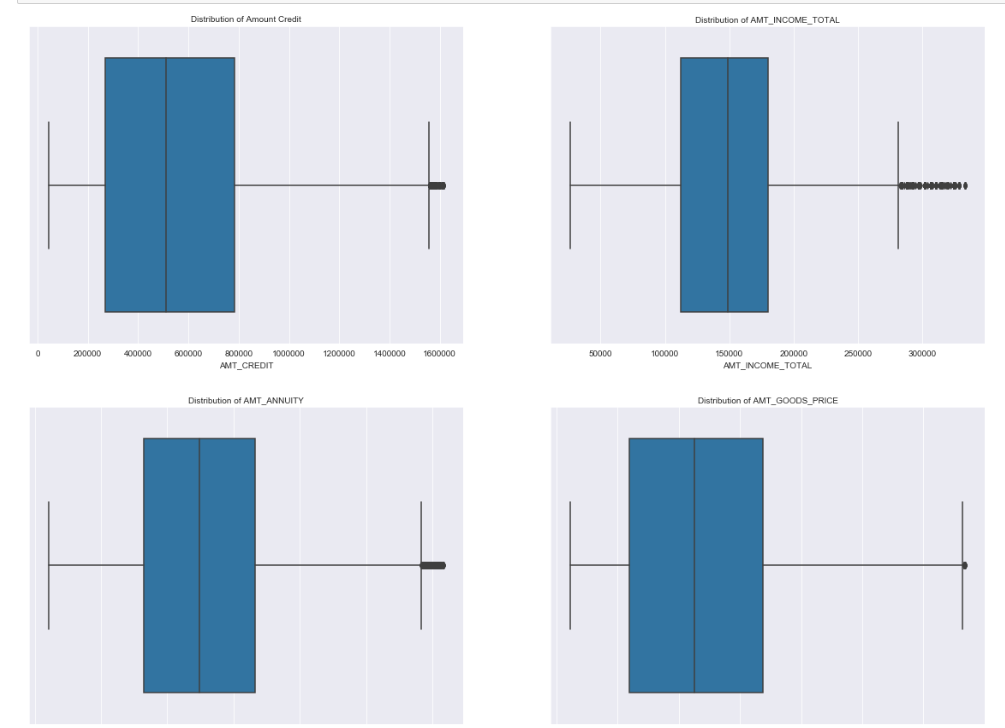 Distribution of Amount Credit
Distribution of AMT_INCOME_TOTAL
0 200000 400000 600000 800000 1000000 1200000 1400000 1600000
50000 100000 150000 200000 250000 300000
AMT_CREDIT
AMT_INCOME_TOTAL
Distribution of AMT_ANNUITY
Distribution of AMT_GOODS_PRICE